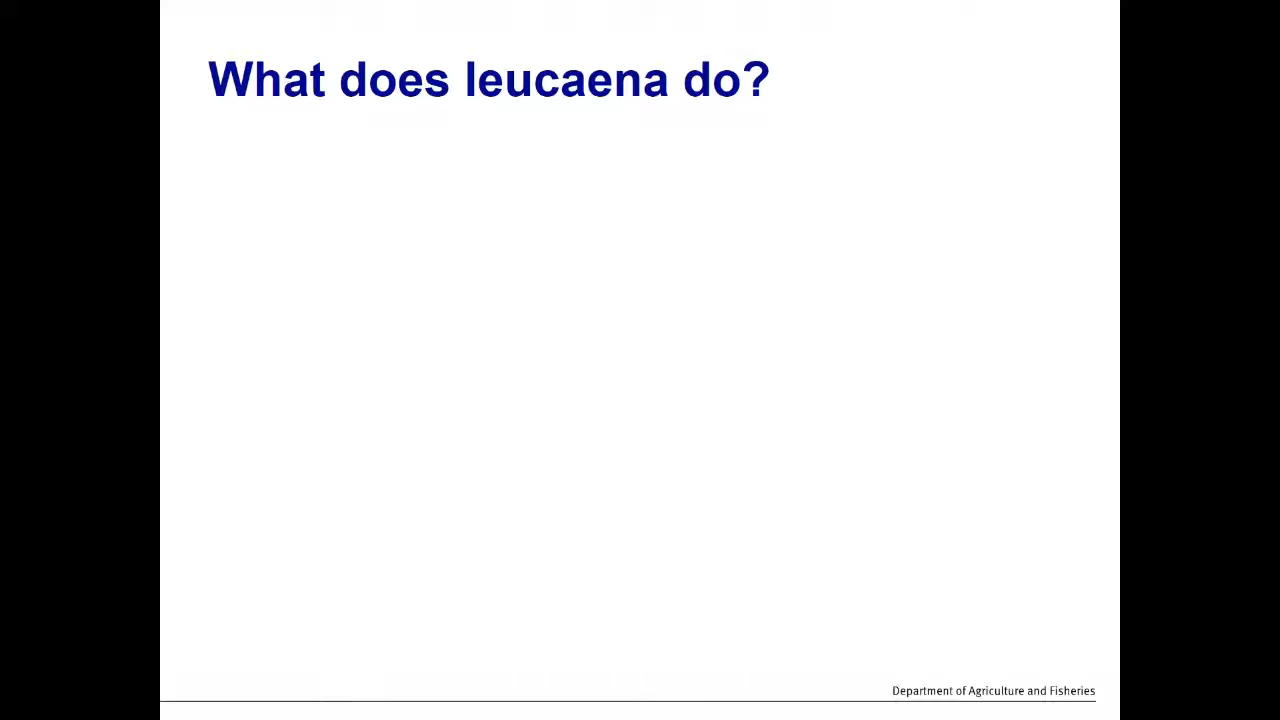 What does leucaena do?
Department of Agriculture and Fisheries